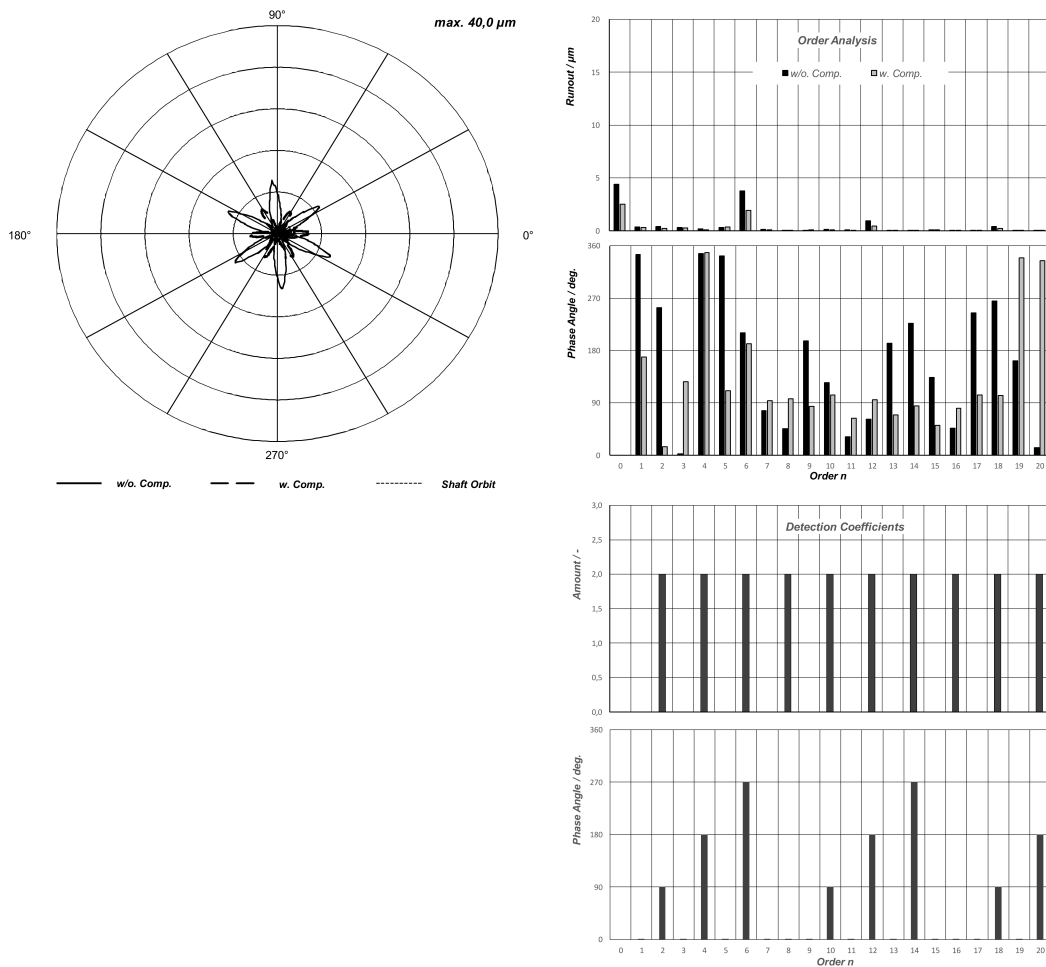 90°
max. 40,0 µm
180°
0°
270°
w/o. Comp.
w. Comp.
Shaft Orbit
Order Analysis
w/o. Comp.
w. Comp.
Runout / µm
20
15
10
5
0
Phase Angle / deg.
360
270
180
90
0
0 1 2 3 4 5 6 7 8 9 10 11 12 13 14 15 16 17 18 19 20
Order n
Detection Coefficients
Amount / -
3,0
2,5
2,0
1,5
1,0
0,5
0,0
Phase Angle / deg.
360
270
180
90
0
0 1 2 3 4 5 6 7 8 9 10 11 12 13 14 15 16 17 18 19 20
Order n